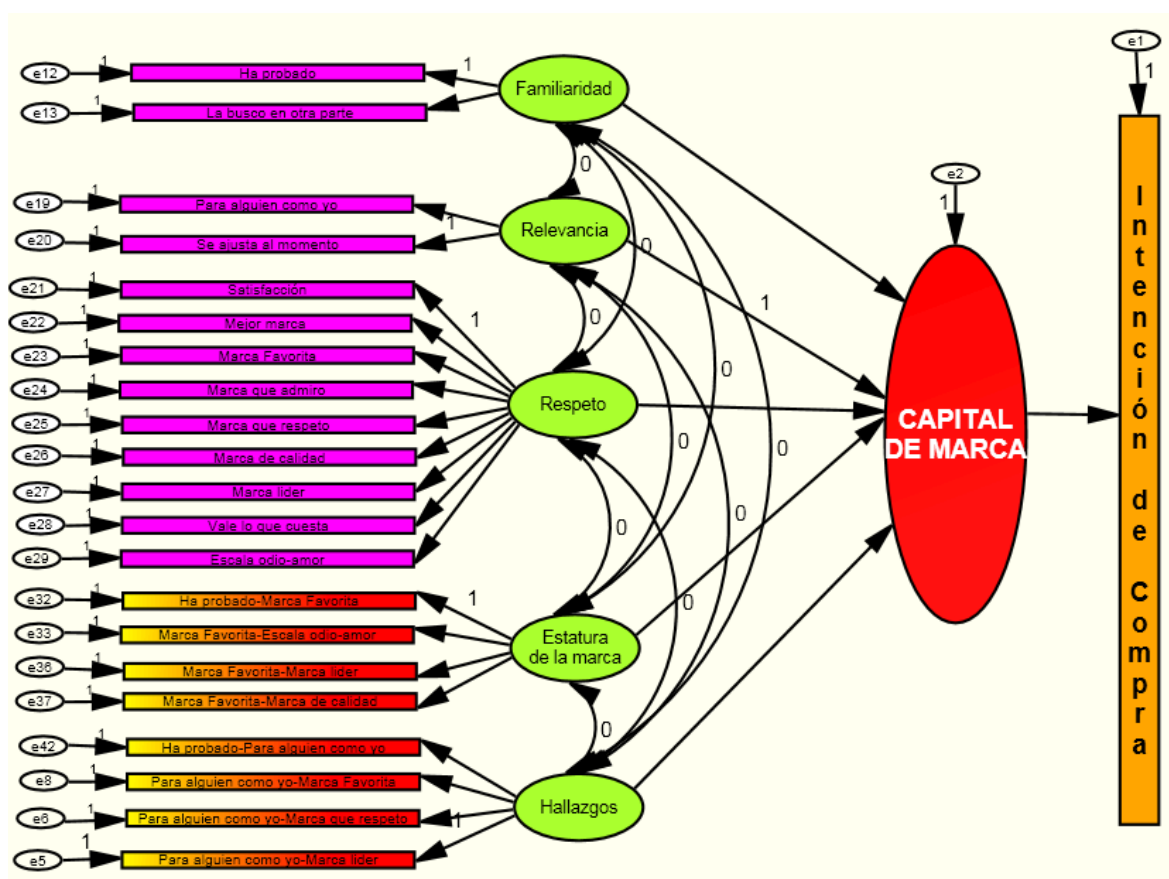 e1
1
e12
1
Ha probado
1
Familiaridad
e13
1
La busco en otra parte
0
e2
1
e19
1
Para alguien como yo
Relevancia
e20
1
Se ajusta al momento
1
0
e21
1
Satisfacción
1
0
1
e22
1
Mejor marca
e23
1
Marca Favorita
0
e24
1
Marca que admiro
Respeto
e25
1
Marca que respeto
CAPITAL
DE MARCA
0
0
e26
1
Marca de calidad
e27
1
Marca lider
e28
1
Vale lo que cuesta
0
0
e29
1
Escala odio-amor
e32
1
Ha probado-Marca Favorita
1
0
e33
1
Marca Favorita-Escala odio-amor
Estatura
de la marca
e36
1
Marca Favorita-Marca lider
e37
1
Marca Favorita-Marca de calidad
0
e42
1
Ha probado-Para alguien como yo
e8
1
Para alguien como yo-Marca Favorita
Hallazgos
e6
1
Para alguien como yo-Marca que respeto
1
e5
1
Para alguien como yo-Marca lider
Intención de Compra